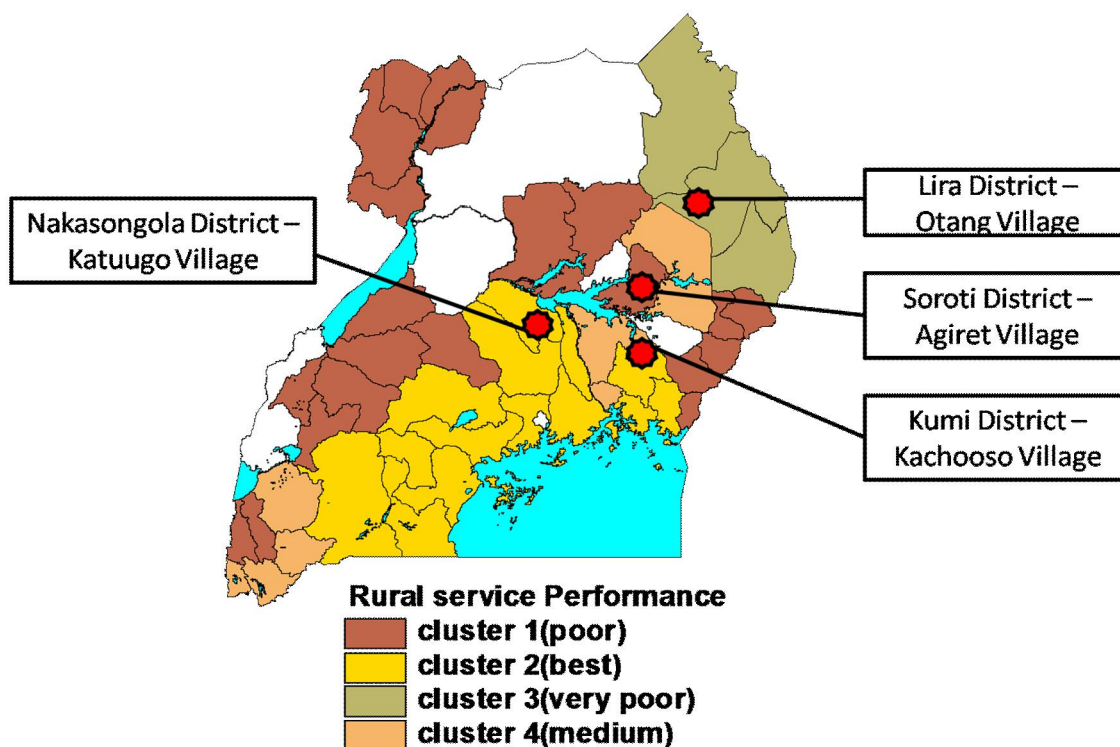 Lira District –
Otang Village
Nakasongola District –
Katuugo Village
Soroti District –
Agiret Village
Kumi District –
Kachooso Village
Rural service Performance
cluster 1(poor)
cluster 2(best)
cluster 3(very poor)
cluster 4(medium)